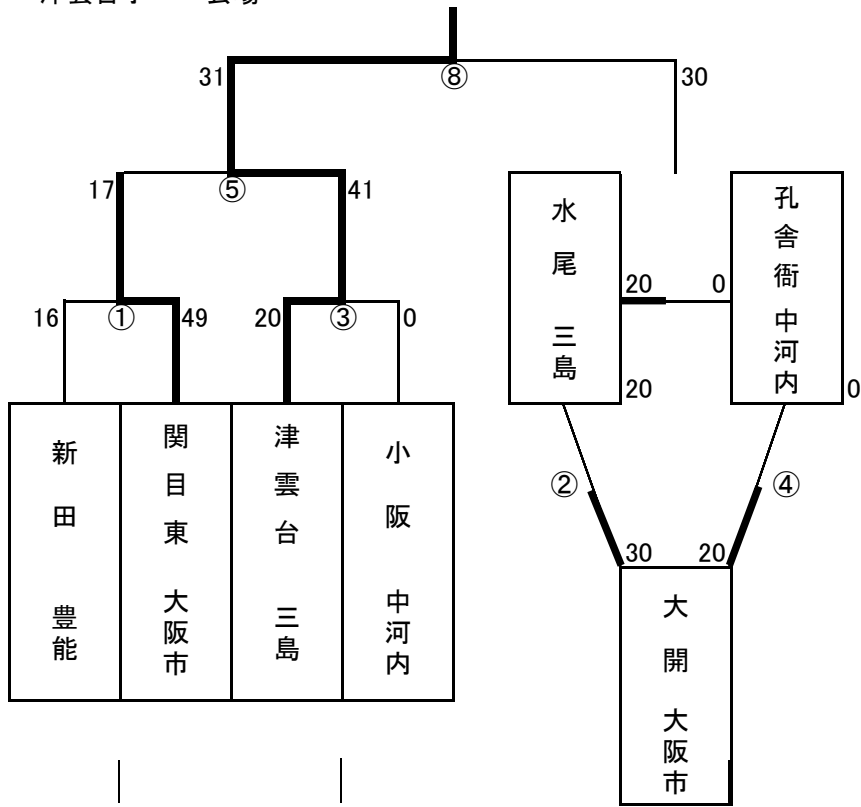 31 ⑧ 30
17 ⑤ 41
水尾 三島
孔舎衙 中河内
20 0
16 ① 49 20 ③ 0
20 0
新田 豊能
関目東 大阪市
津雲台 三島
小阪 中河内
② ④
30 20
大開 大阪市